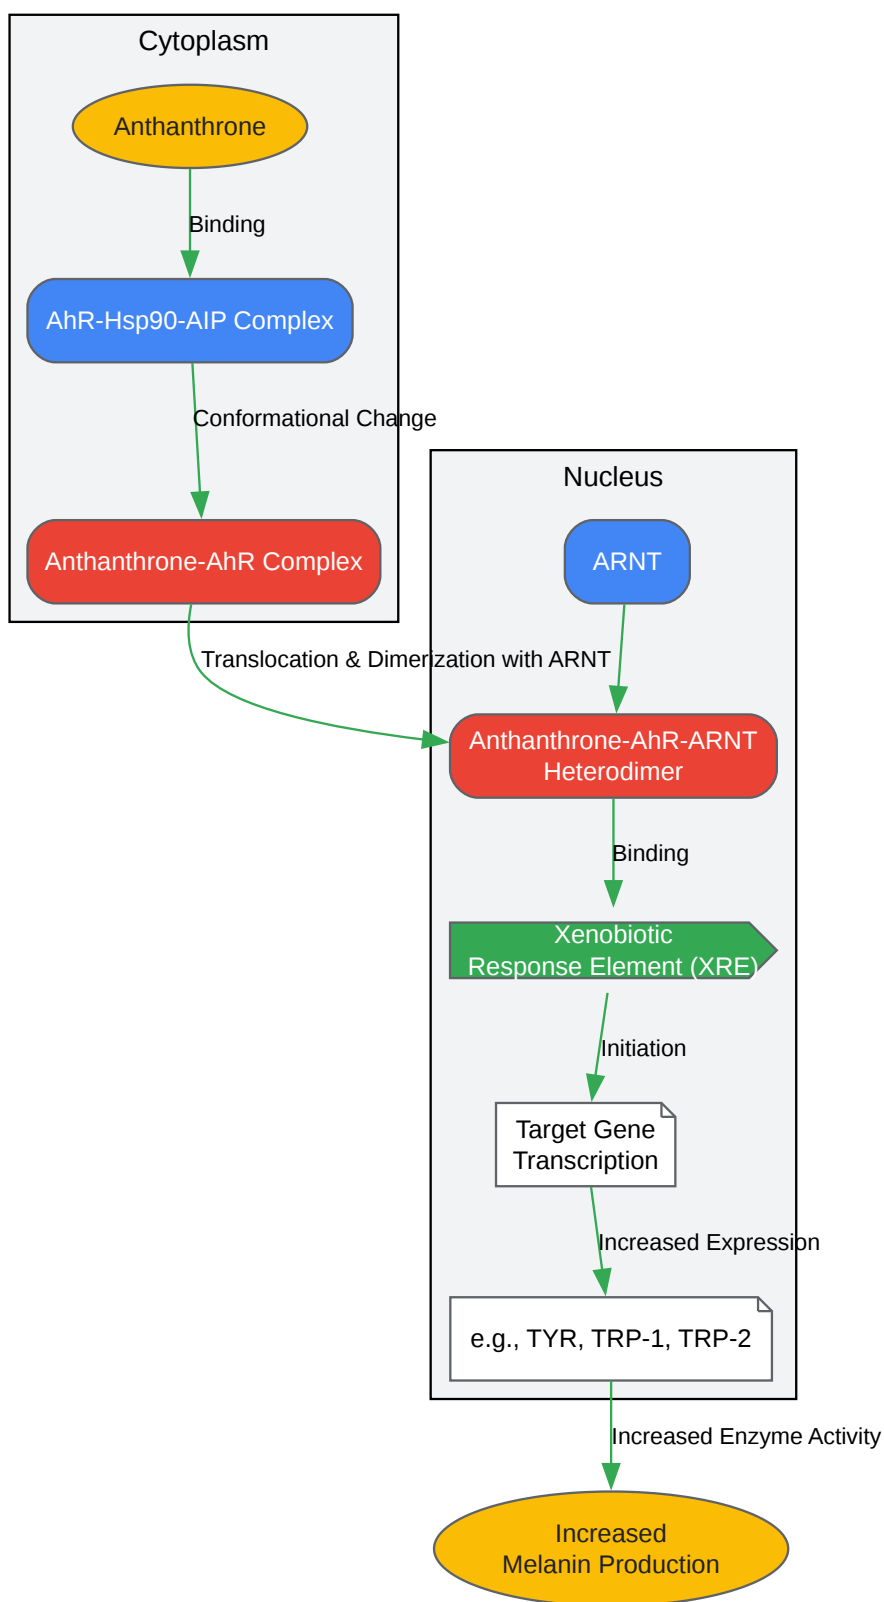 Cytoplasm
Anthanthrone
Binding
AhR-Hsp90-AIP Complex
Conformational Change
Anthanthrone-AhR Complex
Nucleus
ARNT
Translocation & Dimerization with ARNT
Anthanthrone-AhR-ARNT
Heterodimer
Binding
Xenobiotic
Response Element (XRE)
Initiation
Target Gene
Transcription
Increased Expression
e.g., TYR, TRP-1, TRP-2
Increased Enzyme Activity
Increased
Melanin Production